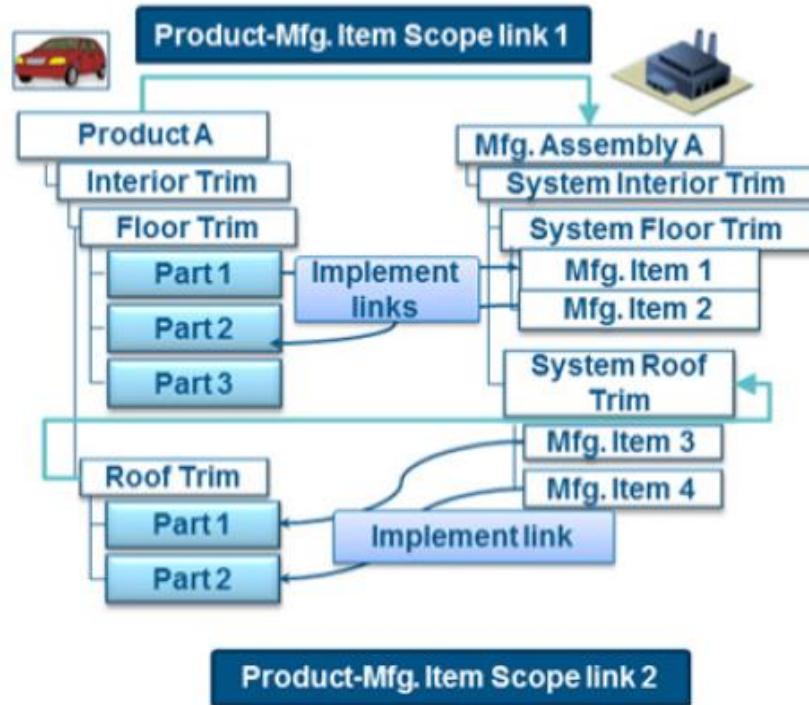 Product-Mfg. Item Scope link 1
Product A
Mfg. Assembly A
Interior Trim
System Interior Trim
Floor Trim
System Floor Trim
Part 1
Implement
links
Mfg. Item 1
Part 2
Mfg. Item 2
Part 3
System Roof
Trim
Mfg. Item 3
Roof Trim
Mfg. Item 4
Part 1
Implement link
Part 2
Product-Mfg. Item Scope link 2